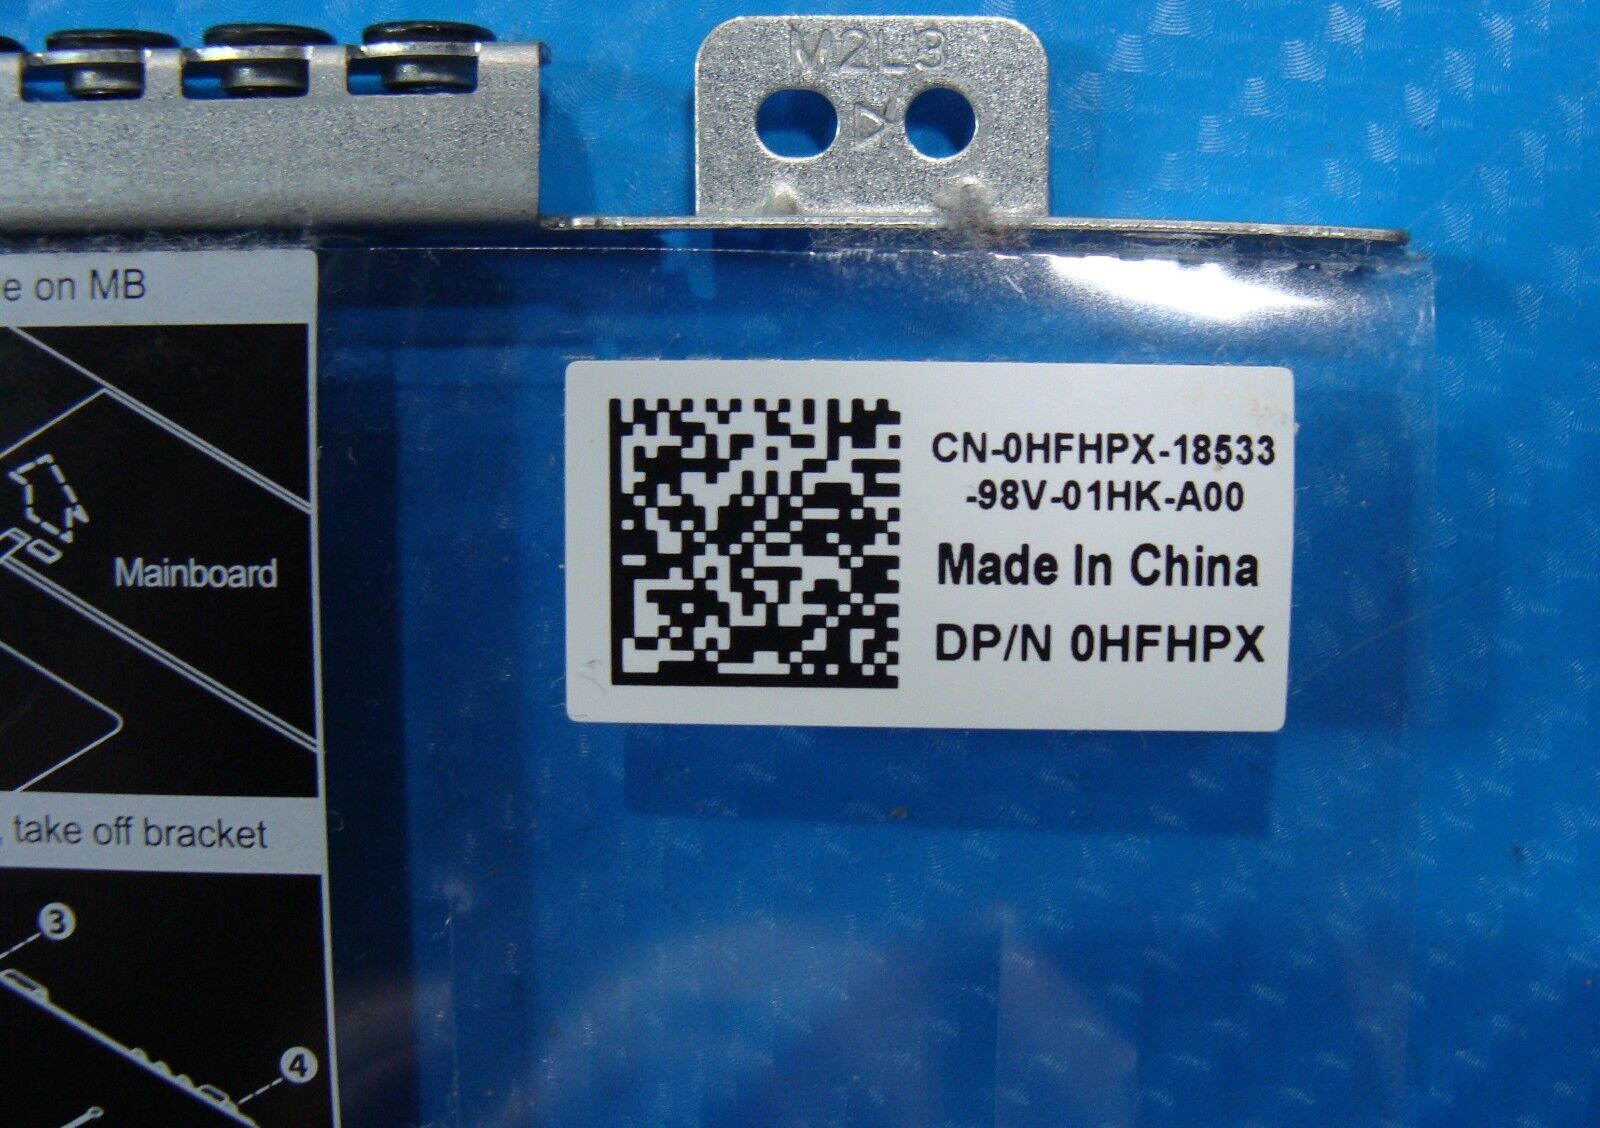 M2L3
e on MB
CN-0HFHPX-18533
-98V-01HK-A00
Made In China
DP/N 0HFHPX
Mainboard
, take off bracket
3
4